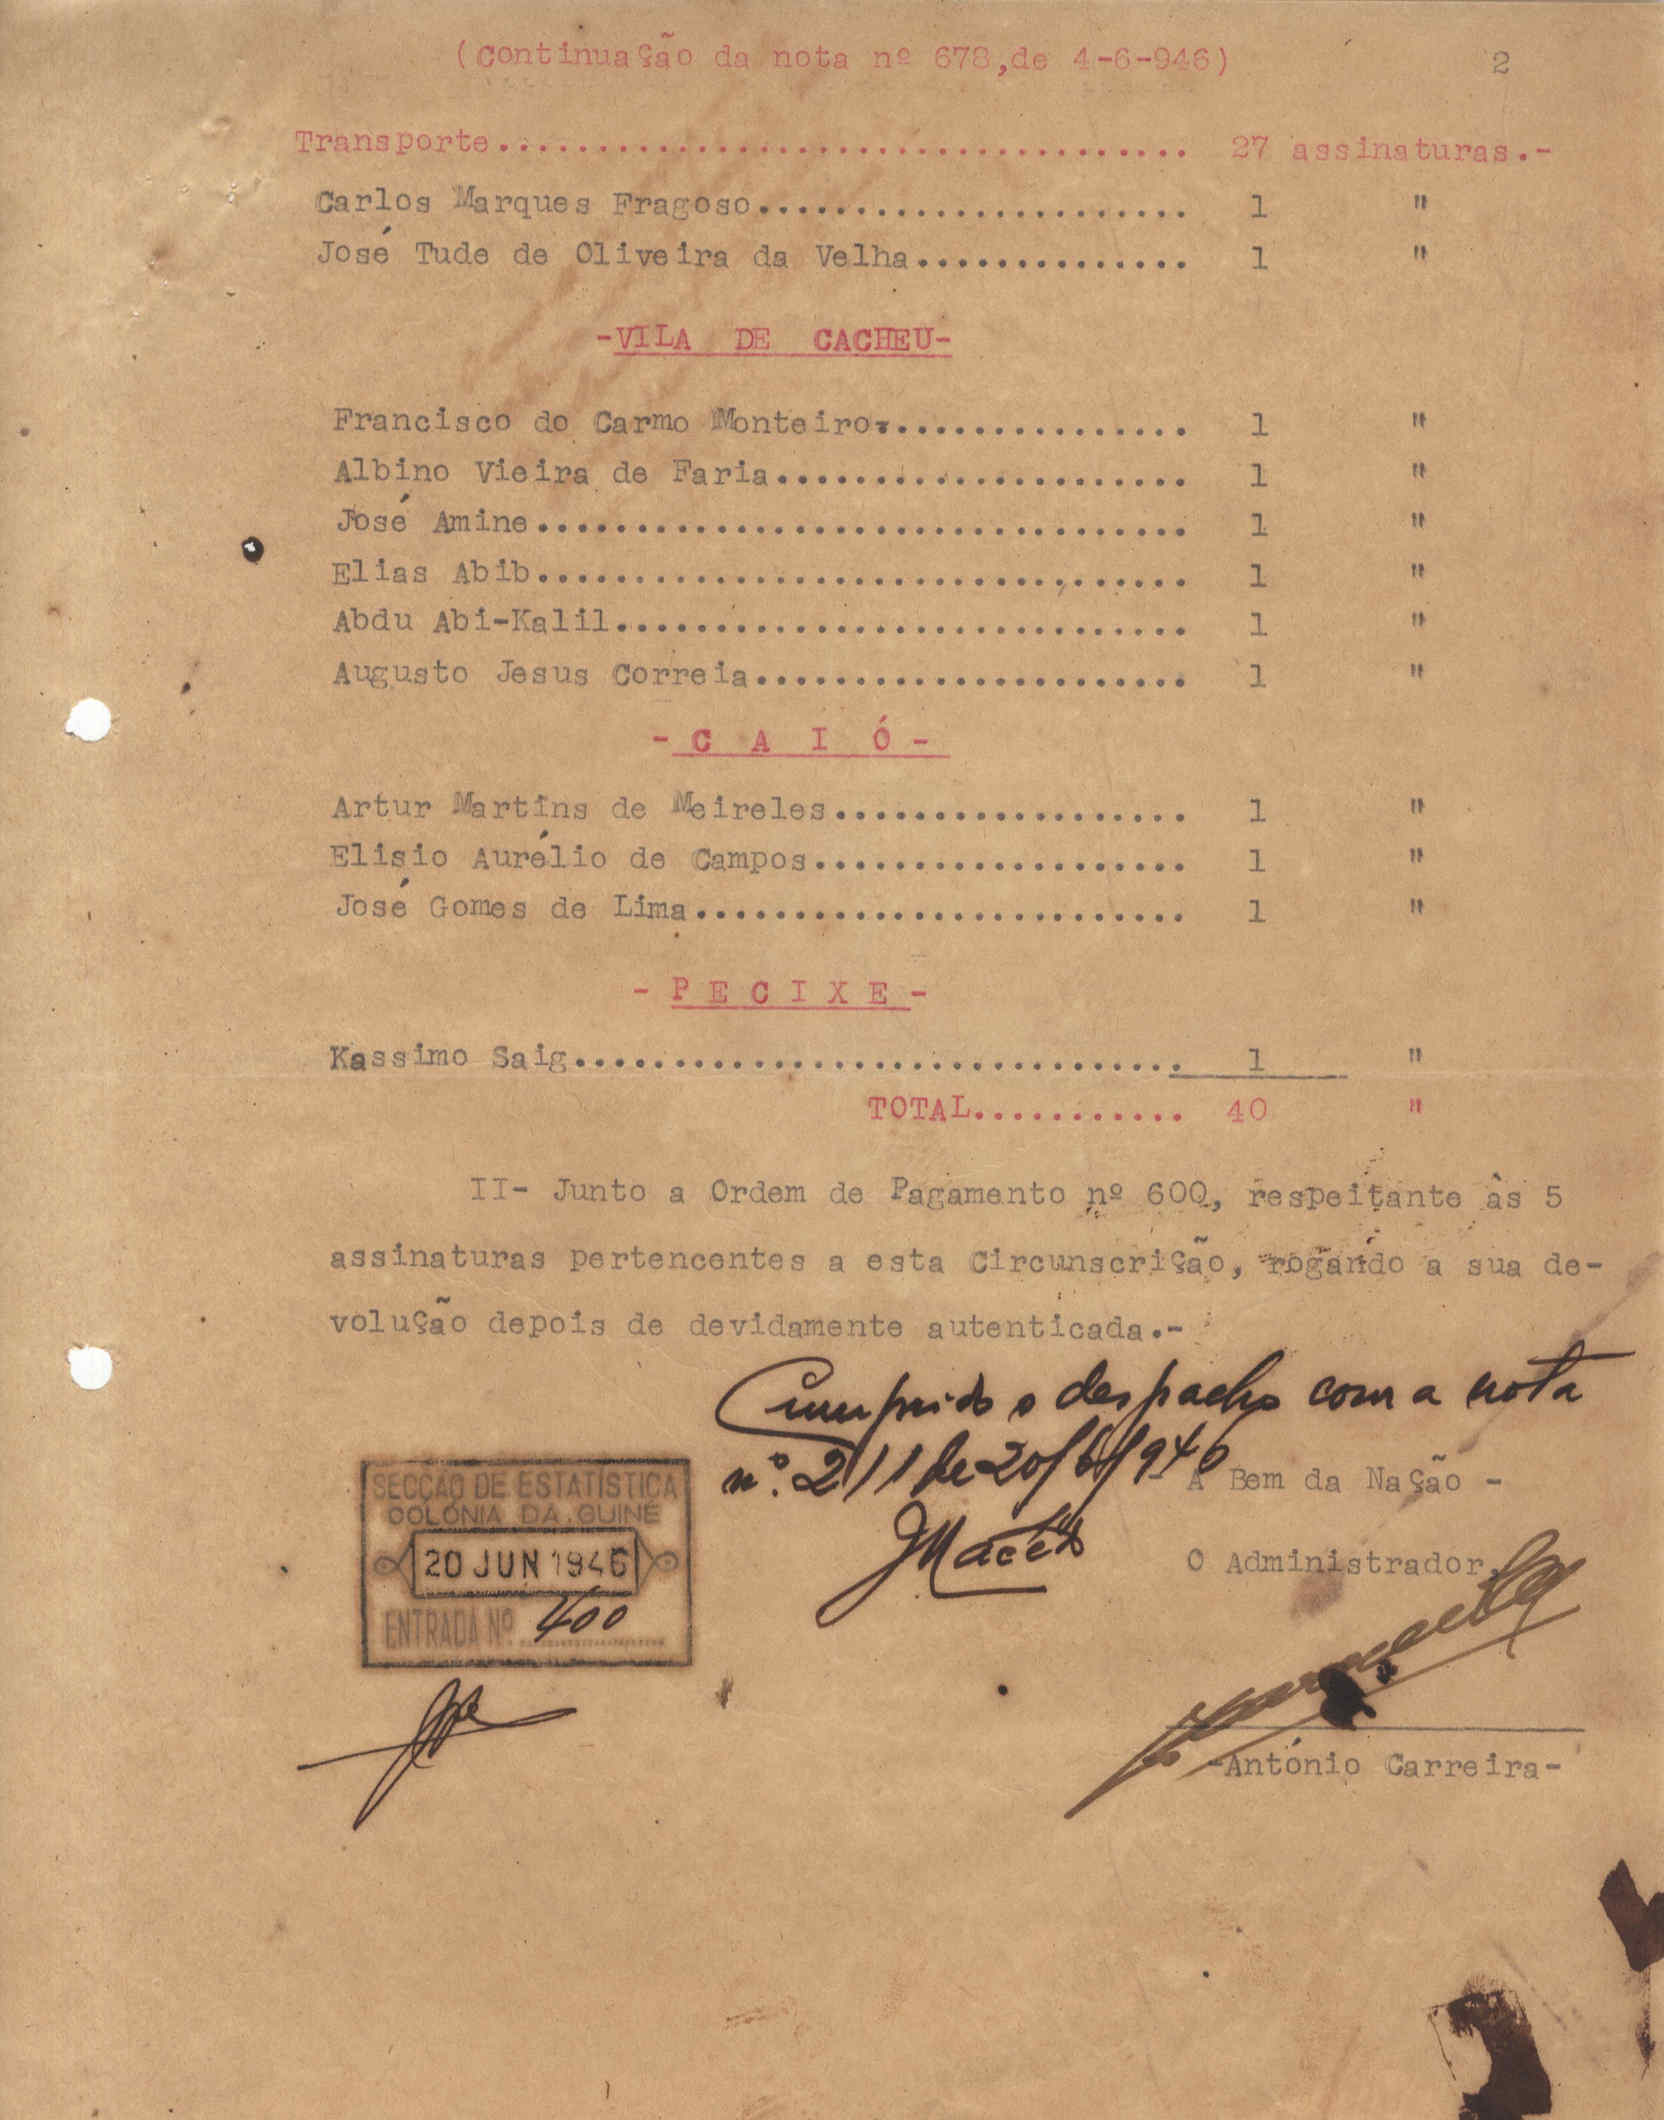 (Continuação da nota nº 678,de 4-6-946)
2
Transporte................................... 27 assinaturas.-
Carlos Marques Fragoso...................... 1 "
José Tude de Oliveira da Velha.............. 1 "
-VILA DE CACHEU-
Francisco do Carmo Monteiro................ 1 "
Albino Vieira de Faria..................... 1 "
José Amine................................. 1 "
Elias Abib................................. 1 "
Abdu Abi-Kalil............................. 1 "
Augusto Jesus Correia...................... 1 "
-C A I Ó-
Artur Martins de Meireles.................. 1 "
Elisio Aurélio de Campos................... 1 "
José Gomes de Lima......................... 1 "
-P E C I X E-
Kassimo Saig............................... 1 "
TOTAL........... 40 "
II- Junto a Ordem de Pagamento nº 600, respeitante às 5
assinaturas pertencentes a esta Circunscrição, rogando a sua de-
volução depois de devidamente autenticada.-
Cumprido o despacho com a nota
nº. 211 de 20/6/946
A Bem da Nação -
SECÇÃO DE ESTATÍSTICA
COLÓNIA DA GUINÉ
20 JUN 1946
ENTRADA Nº 400
JMacêdo
O Administrador,
-António Carreira-